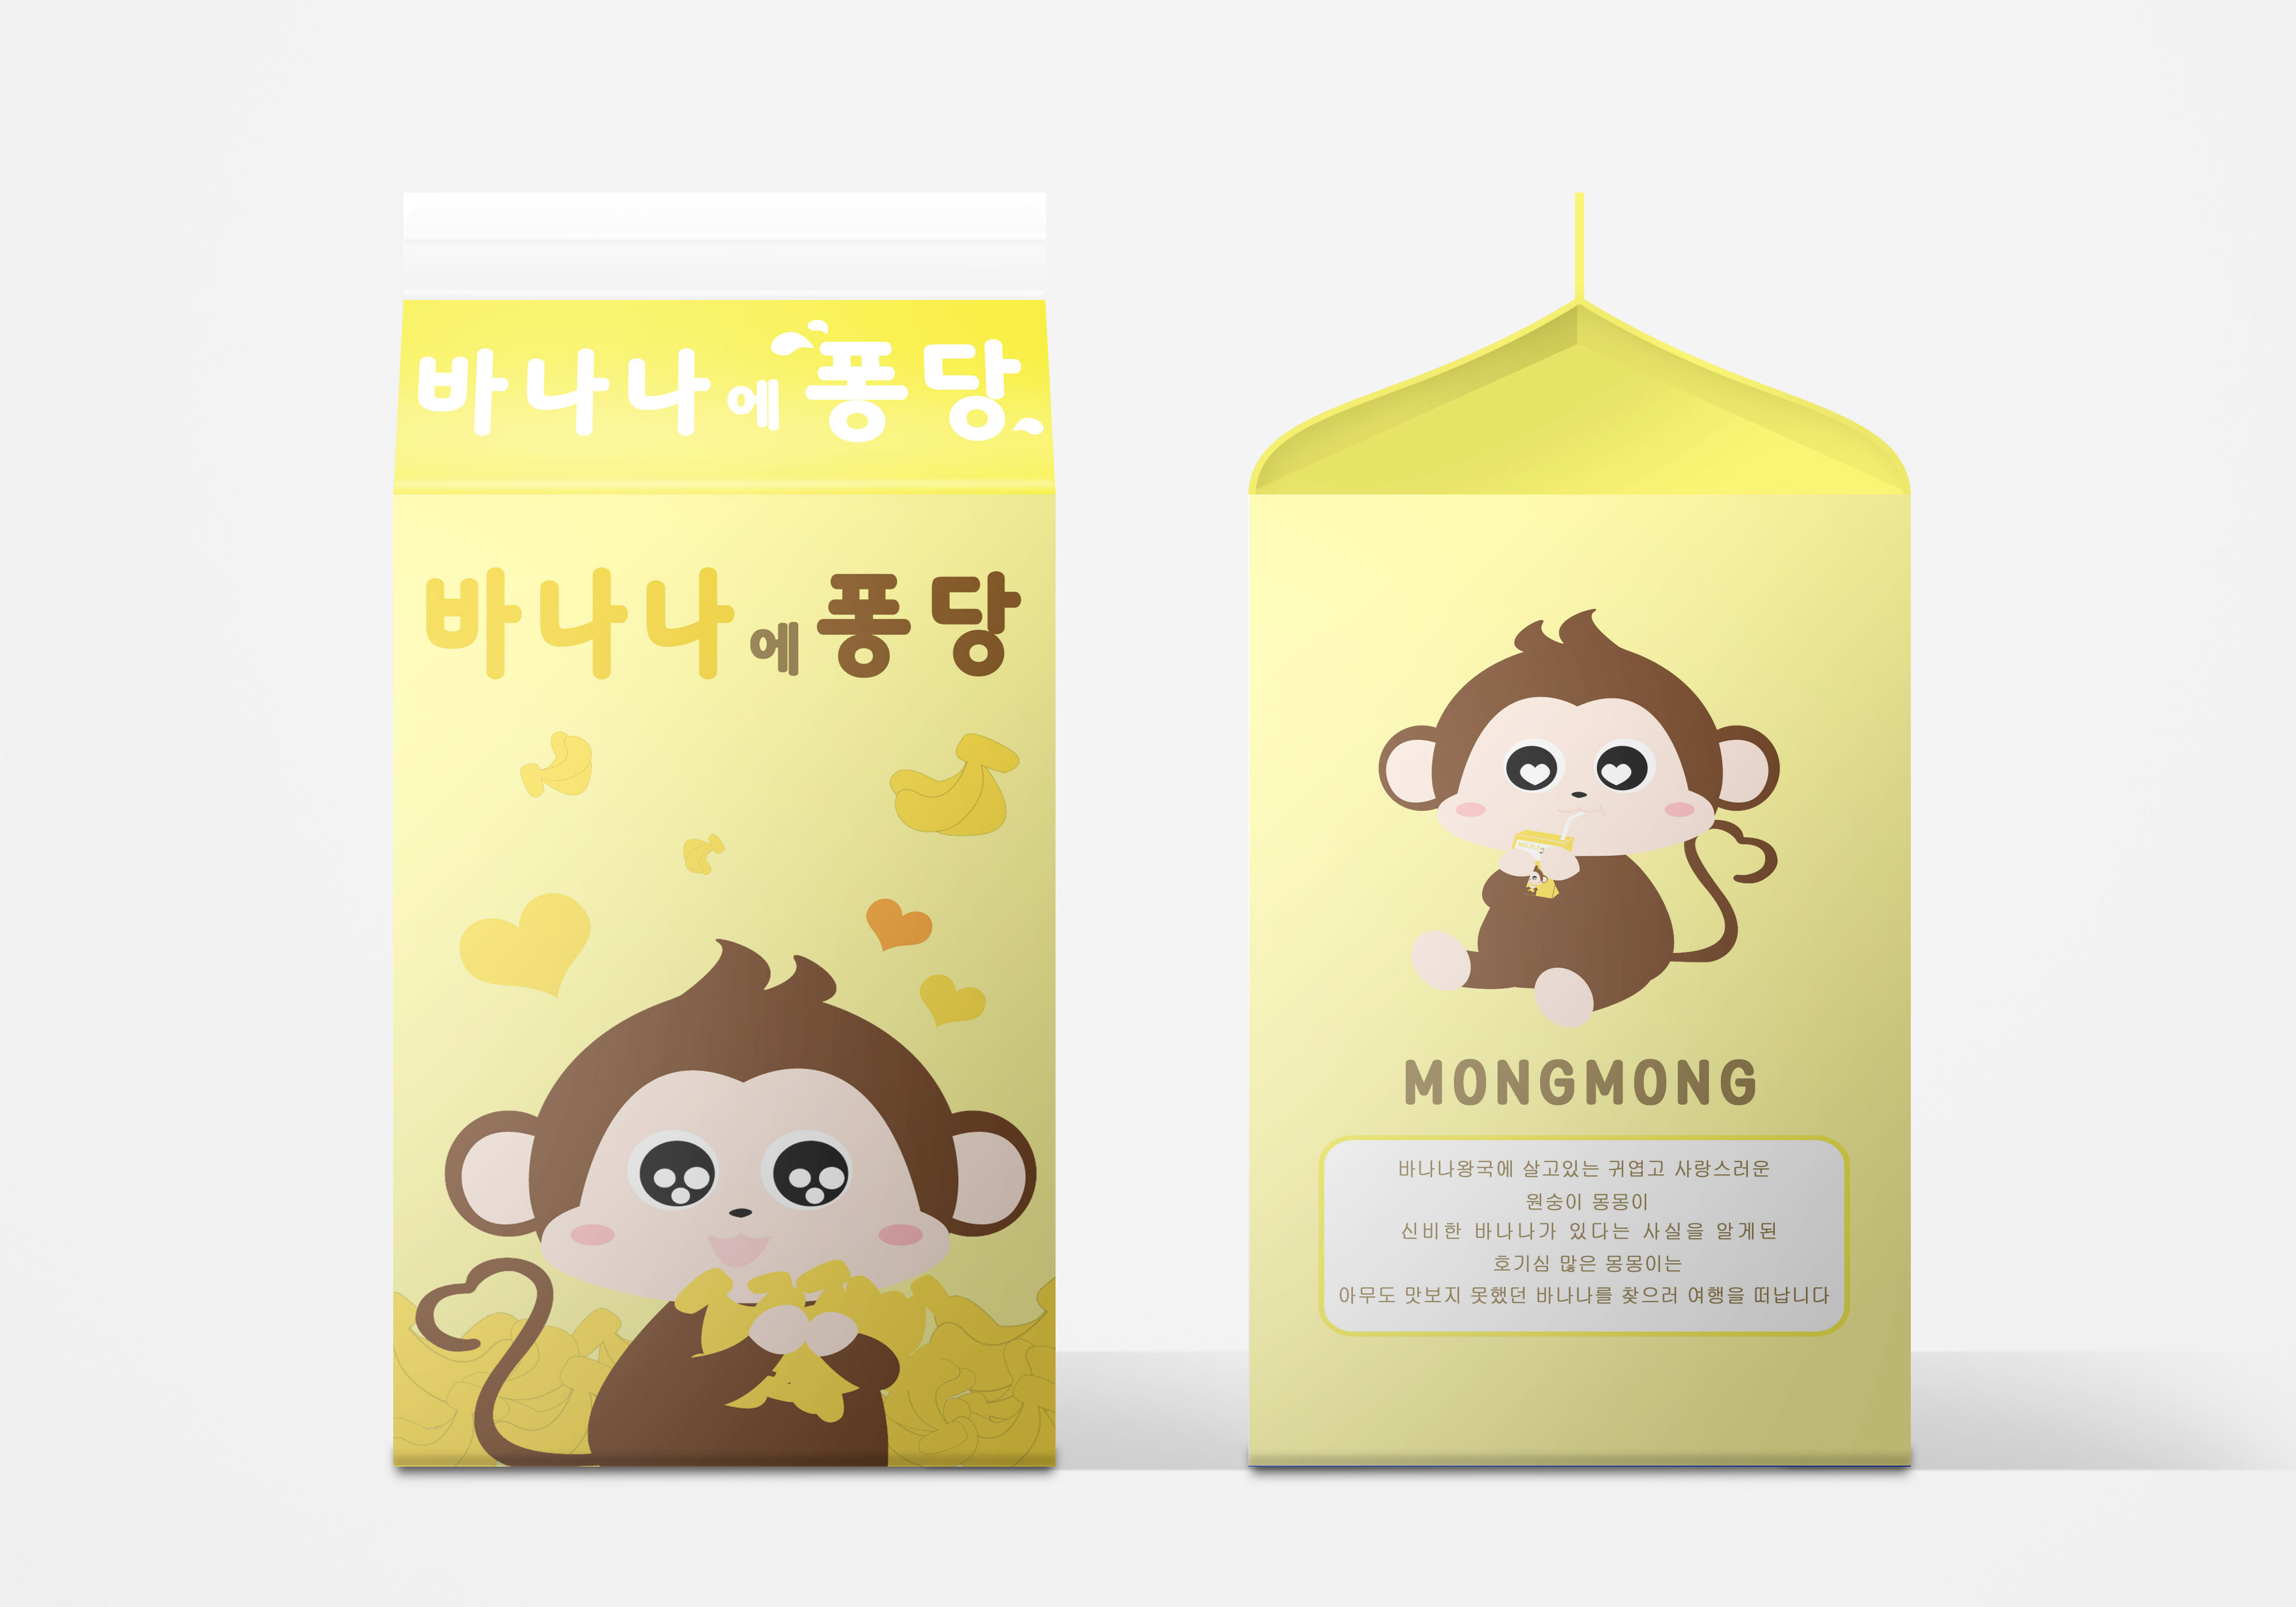 바나나에퐁당
바나나에퐁당
MONGMONG
바나나왕국에 살고있는 귀엽고 사랑스러운
원숭이 몽몽이
신비한 바나나가 있다는 사실을 알게된
호기심 많은 몽몽이는
아무도 맛보지 못했던 바나나를 찾으러 여행을 떠납니다